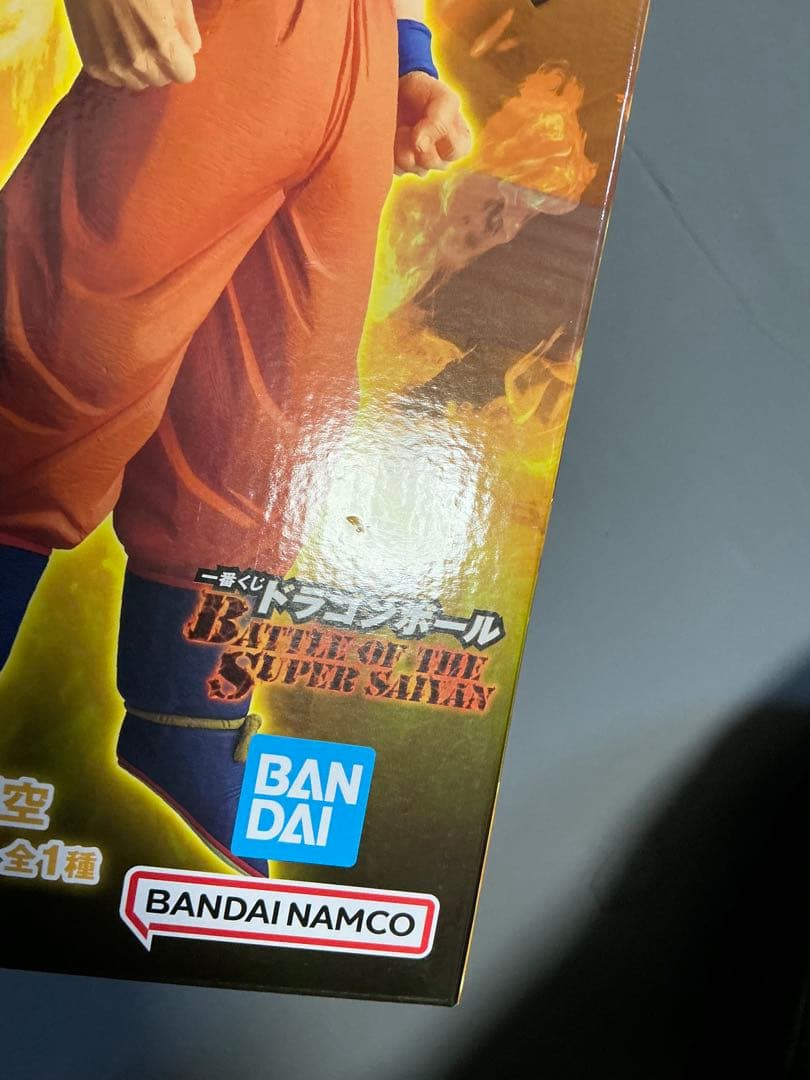 一番くじ
ドラゴンボール
BATTLE OF THE
SUPER SAIYAN
空
全1種
BAN
DAI
BANDAI NAMCO